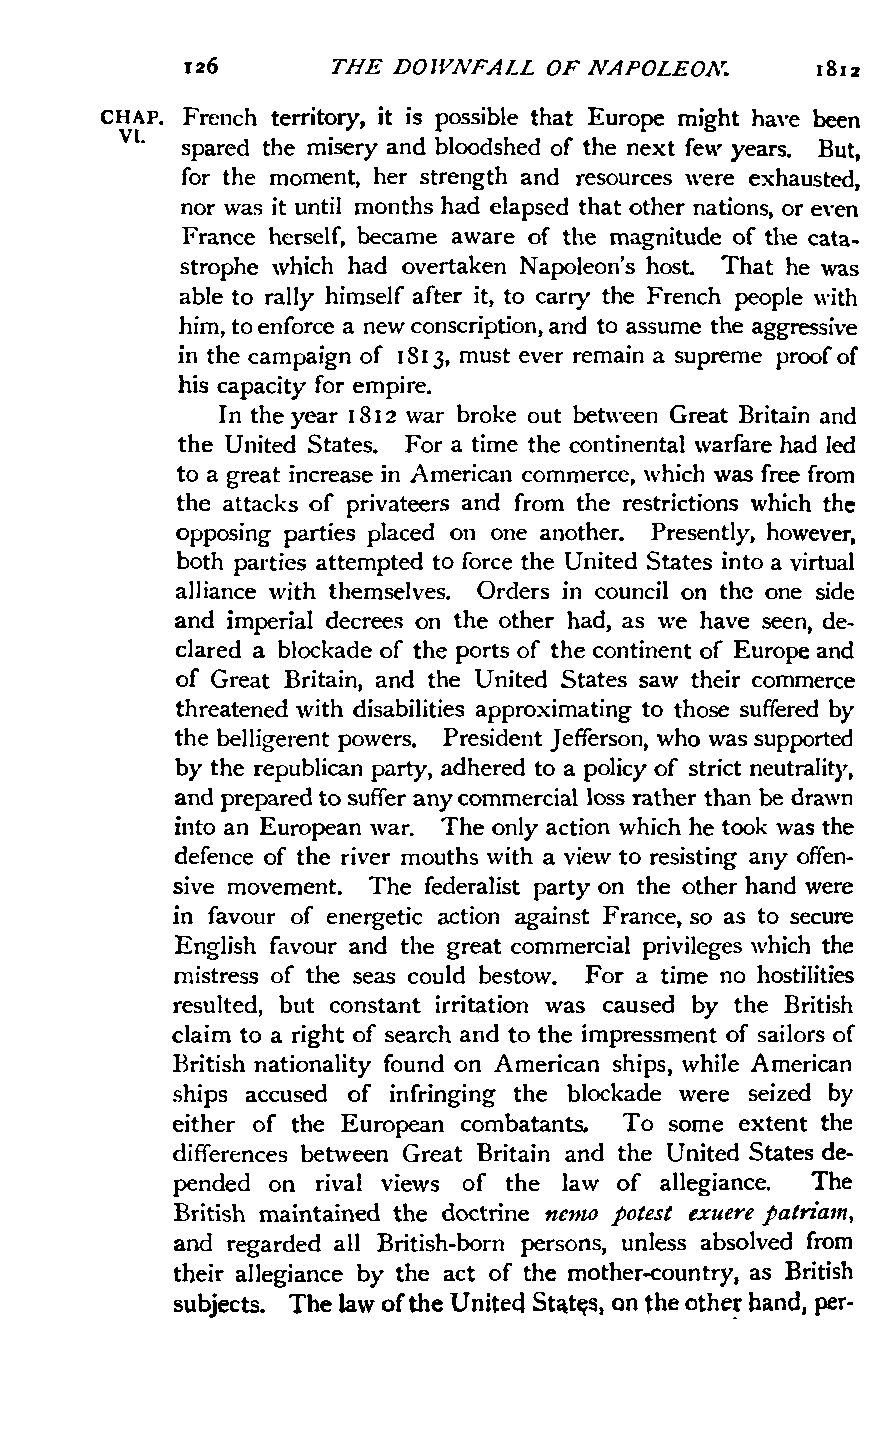 126 THE DOWNFALL OF NAPOLEON. 1812
CHAP. VI.
French territory, it is possible that Europe might have been
spared the misery and bloodshed of the next few years. But,
for the moment, her strength and resources were exhausted,
nor was it until months had elapsed that other nations, or even
France herself, became aware of the magnitude of the cata-
strophe which had overtaken Napoleon's host. That he was
able to rally himself after it, to carry the French people with
him, to enforce a new conscription, and to assume the aggressive
in the campaign of 1813, must ever remain a supreme proof of
his capacity for empire.
In the year 1812 war broke out between Great Britain and
the United States. For a time the continental warfare had led
to a great increase in American commerce, which was free from
the attacks of privateers and from the restrictions which the
opposing parties placed on one another. Presently, however,
both parties attempted to force the United States into a virtual
alliance with themselves. Orders in council on the one side
and imperial decrees on the other had, as we have seen, de-
clared a blockade of the ports of the continent of Europe and
of Great Britain, and the United States saw their commerce
threatened with disabilities approximating to those suffered by
the belligerent powers. President Jefferson, who was supported
by the republican party, adhered to a policy of strict neutrality,
and prepared to suffer any commercial loss rather than be drawn
into an European war. The only action which he took was the
defence of the river mouths with a view to resisting any offen-
sive movement. The federalist party on the other hand were
in favour of energetic action against France, so as to secure
English favour and the great commercial privileges which the
mistress of the seas could bestow. For a time no hostilities
resulted, but constant irritation was caused by the British
claim to a right of search and to the impressment of sailors of
British nationality found on American ships, while American
ships accused of infringing the blockade were seized by
either of the European combatants. To some extent the
differences between Great Britain and the United States de-
pended on rival views of the law of allegiance. The
British maintained the doctrine nemo potest exuere patriam,
and regarded all British-born persons, unless absolved from
their allegiance by the act of the mother-country, as British
subjects. The law of the United States, on the other hand, per-